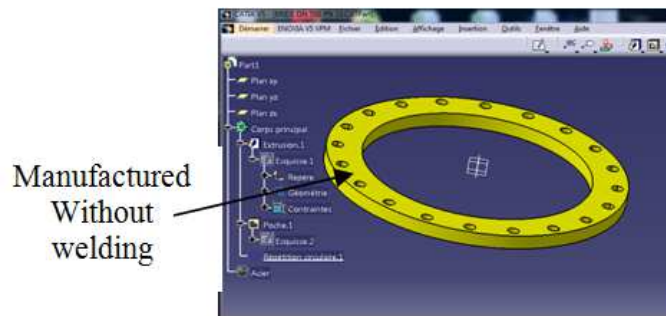 CATIA V5
Démarrer ENOVIA V5 VPM Fichier Edition Affichage Insertion Outils Fenêtre Aide
Part1
Plan xy
Plan yz
Plan zx
Corps principal
Extrusion.1
Esquisse.1
Repère
Géométrie
Contraintes
Poche.1
Esquisse.2
Répétition circulaire.1
Acier
Manufactured
Without
welding